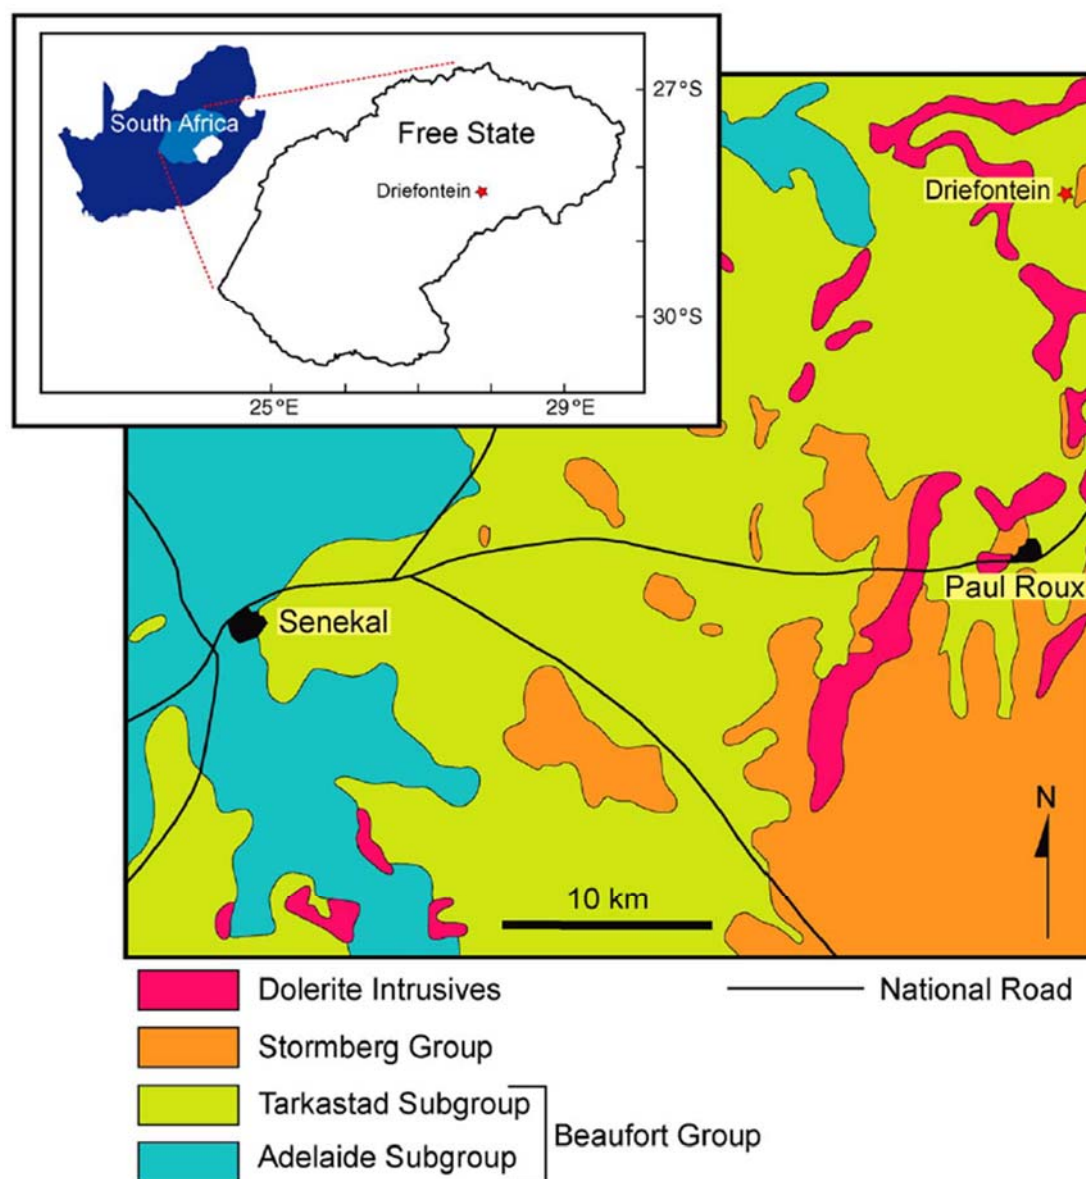 South Africa
Free State
Driefontein
27°S
30°S
25°E
29°E
Driefontein
Senekal
Paul Roux
10 km
N
Dolerite Intrusives
National Road
Stormberg Group
Tarkastad Subgroup
Beaufort Group
Adelaide Subgroup